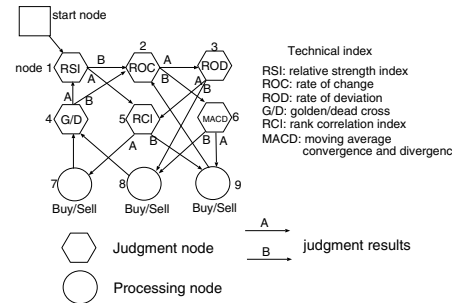 start node
2
3
Technical index
node 1
RSI
B
A
ROC
A
B
ROD
A
B
RSI: relative strength index
ROC: rate of change
ROD: rate of deviation
G/D: golden/dead cross
RCI: rank correlation index
MACD: moving average
convergence and divergence
A
B
4
G/D
5
RCI
MACD
6
A
B
B
A
7
8
9
Buy/Sell
Buy/Sell
Buy/Sell
Judgment node
A
B
judgment results
Processing node